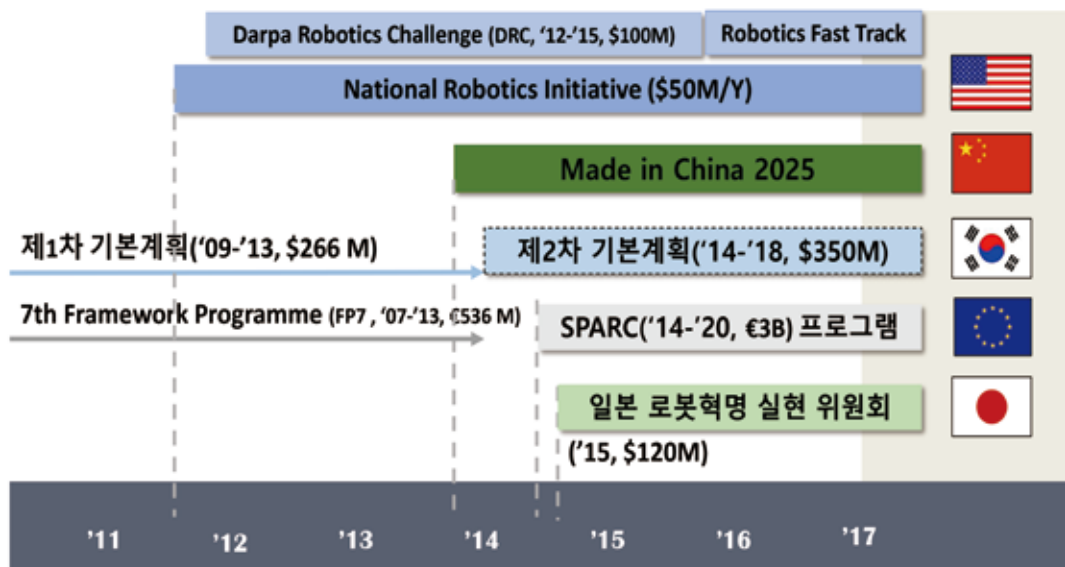 Darpa Robotics Challenge (DRC, ‘12-’15, $100M)
Robotics Fast Track
National Robotics Initiative ($50M/Y)
Made in China 2025
제1차 기본계획(‘09-’13, $266 M)
제2차 기본계획(‘14-’18, $350M)
7th Framework Programme (FP7 , ‘07-’13, €536 M)
SPARC(‘14-’20, €3B) 프로그램
일본 로봇혁명 실현 위원회
(’15, $120M)
’11 ’12 ’13 ’14 ’15 ’16 ’17